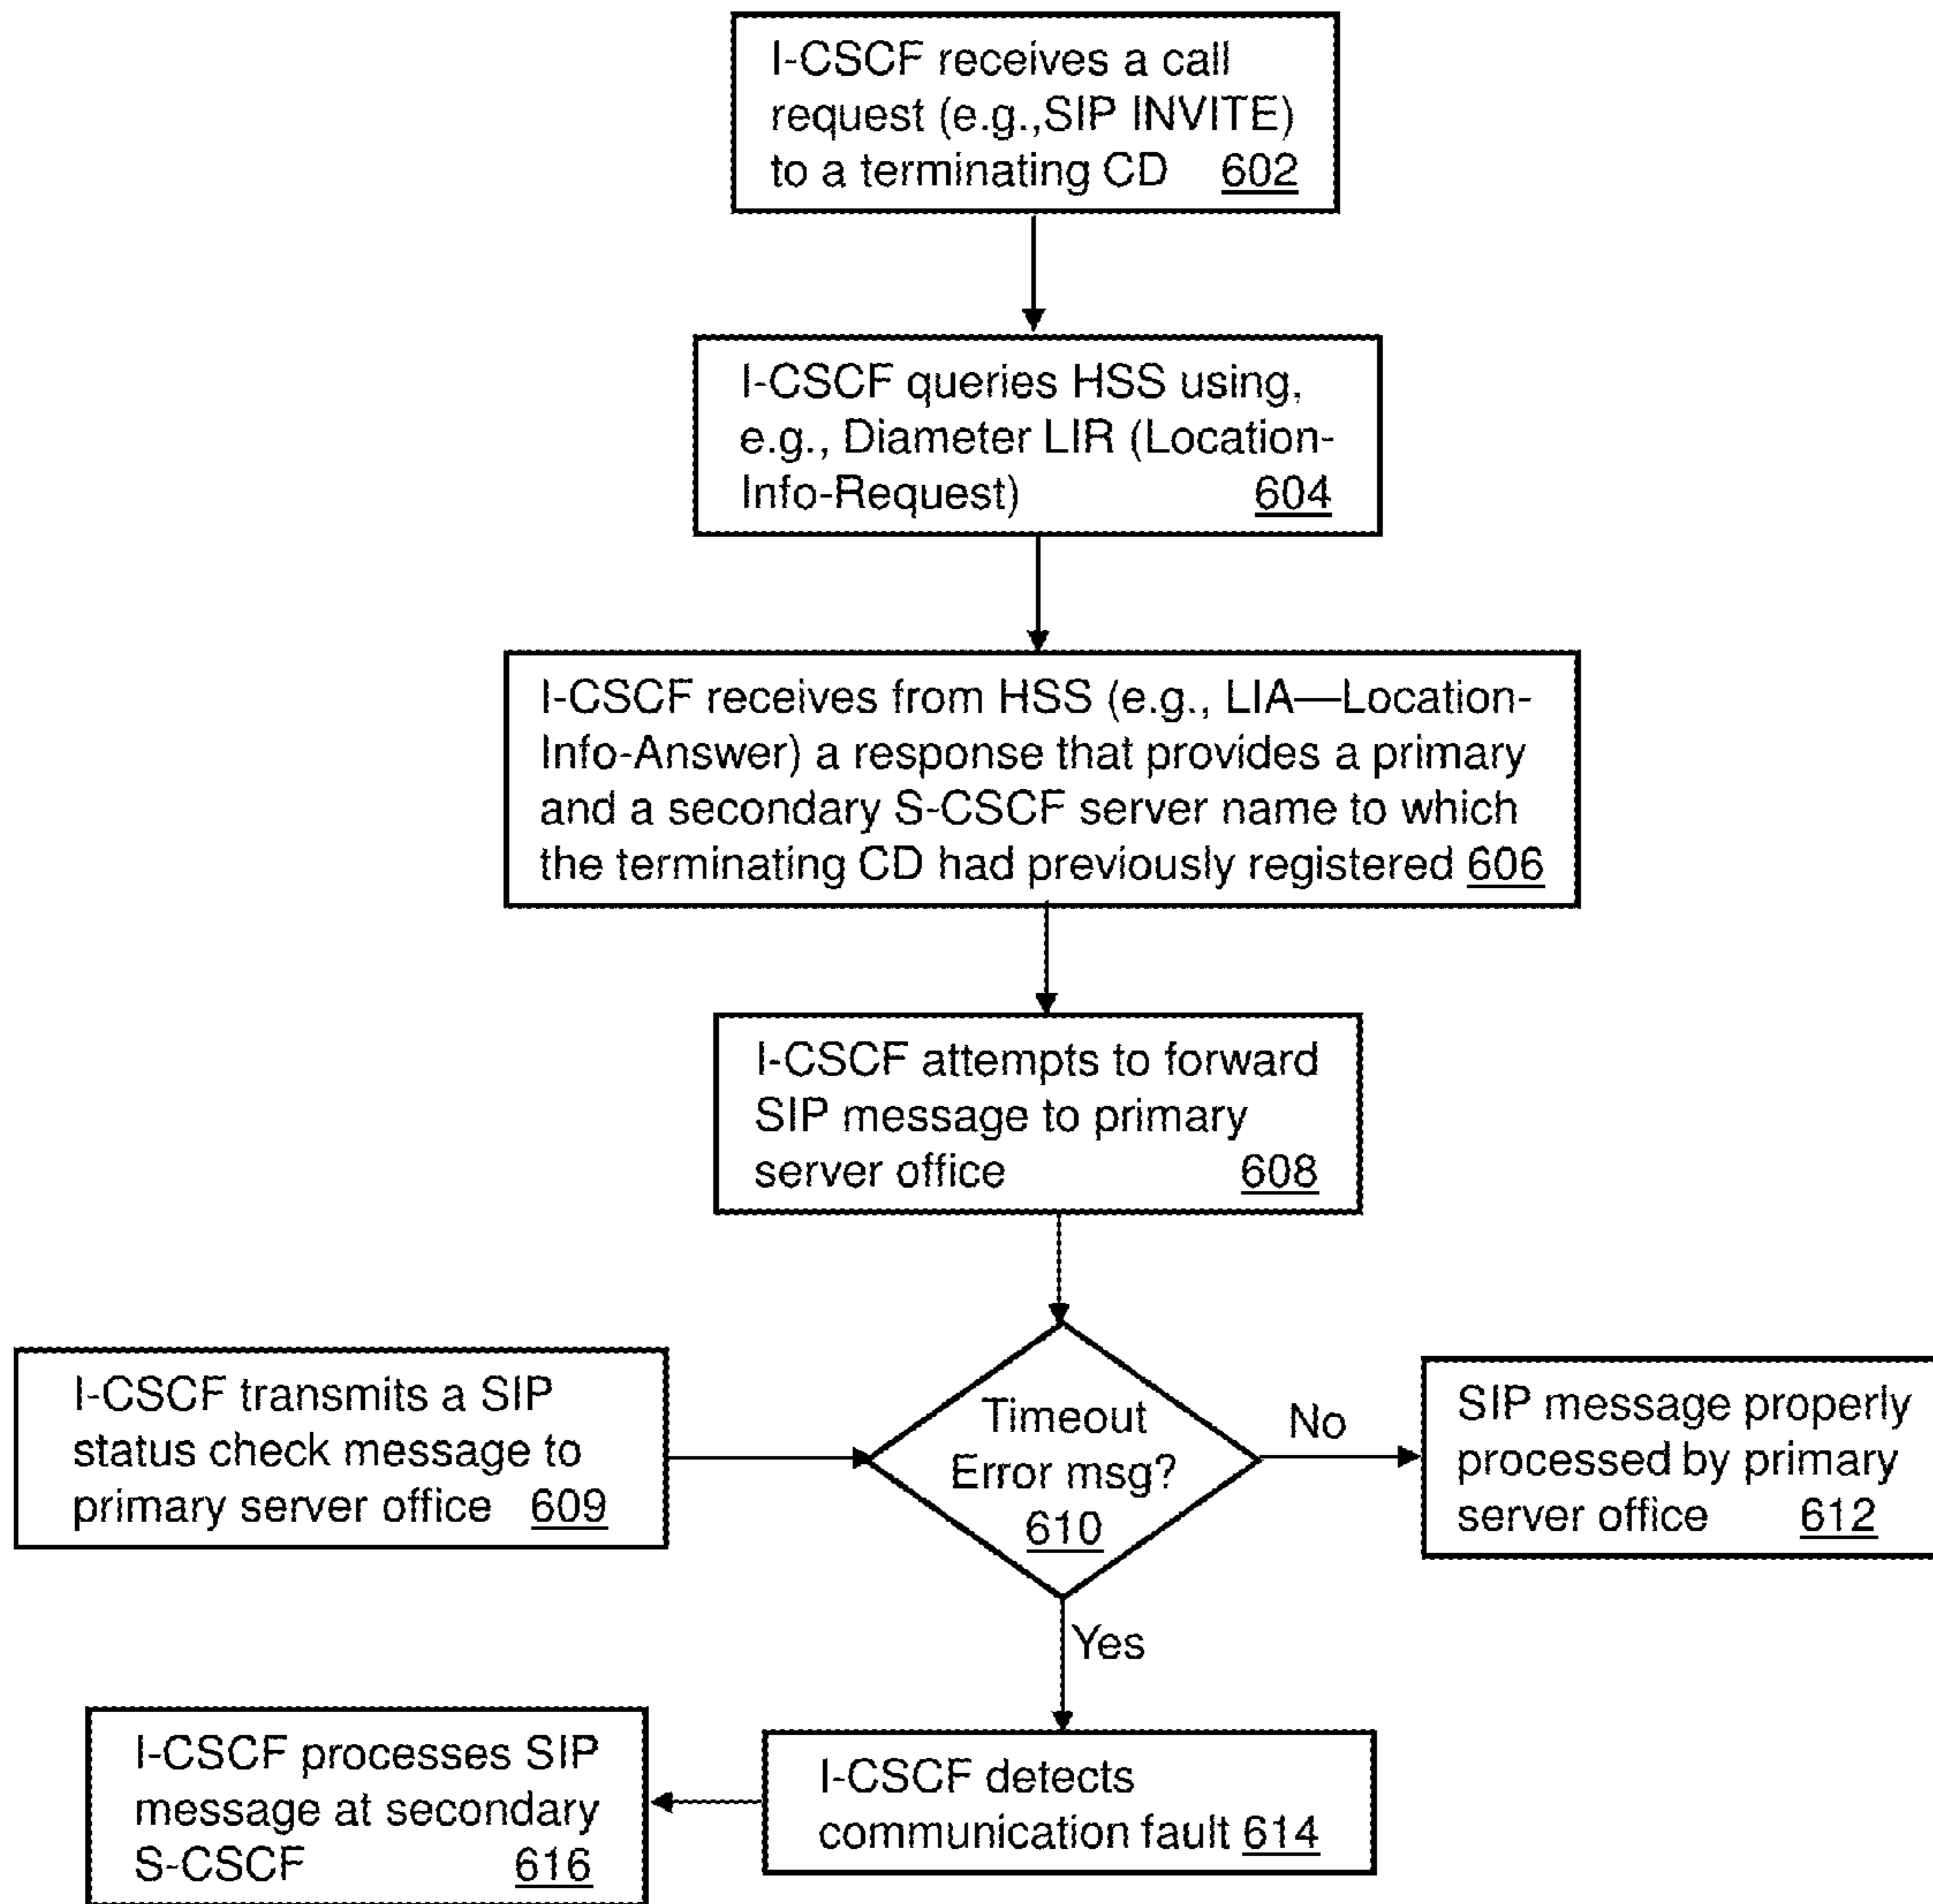 I-CSCF receives a call
request (e.g.,SIP INVITE)
to a terminating CD 602
I-CSCF queries HSS using,
e.g., Diameter LIR (Location-
Info-Request) 604
I-CSCF receives from HSS (e.g., LIA—Location-
Info-Answer) a response that provides a primary
and a secondary S-CSCF server name to which
the terminating CD had previously registered 606
I-CSCF attempts to forward
SIP message to primary
server office 608
I-CSCF transmits a SIP
status check message to
primary server office 609
Timeout
Error msg?
610
No
SIP message properly
processed by primary
server office 612
Yes
I-CSCF detects
communication fault 614
I-CSCF processes SIP
message at secondary
S-CSCF 616